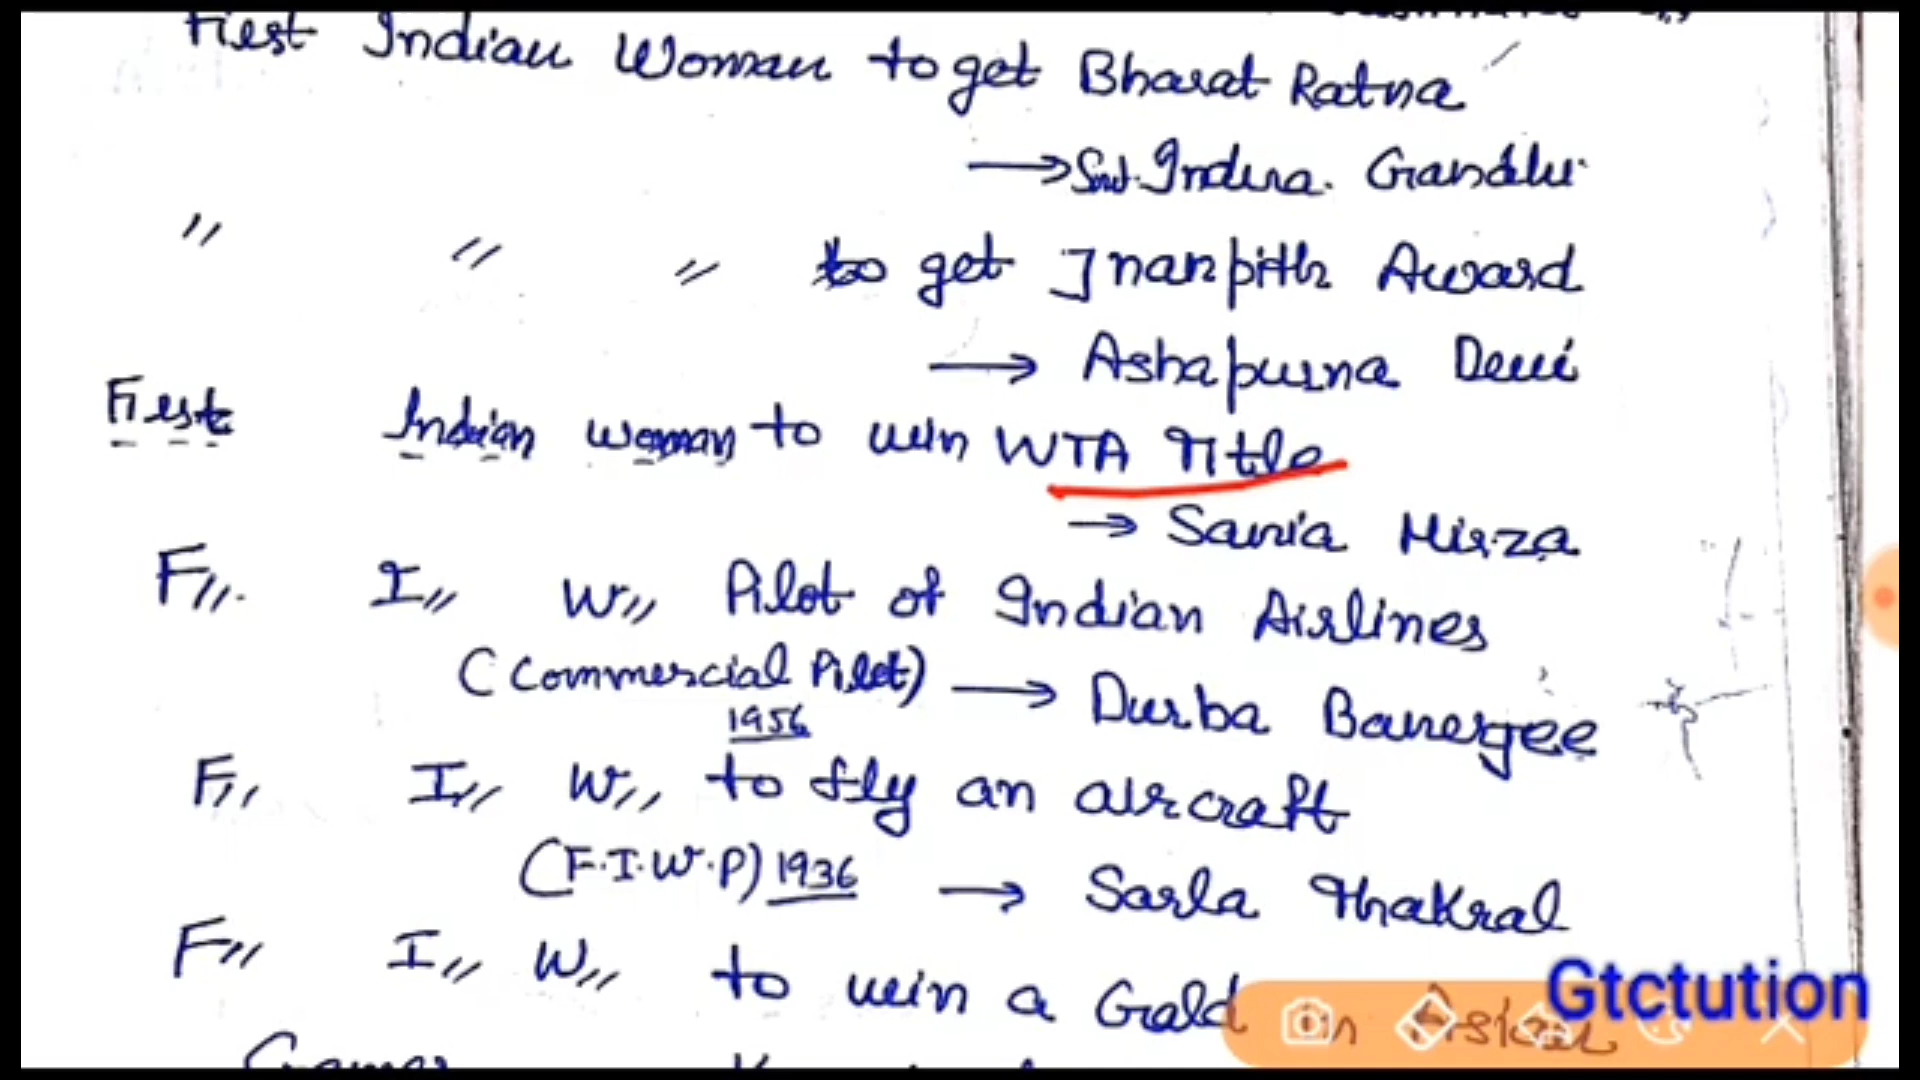 First Indian Woman to get Bharat Ratna
→ Smt. Indira Gandhi
" " " to get Jnanpith Award
→ Ashapurna Devi
First Indian woman to win WTA Title
→ Sania Mirza
F,, I,, W,, Pilot of Indian Airlines
(Commercial Pilot) → Durba Banerjee
1956
F,, I,, W,, to fly an aircraft
(F.I.W.P) 1936 → Sarla Thakral
F,, I,, W,, to win a Gold in Asian
Gtctution